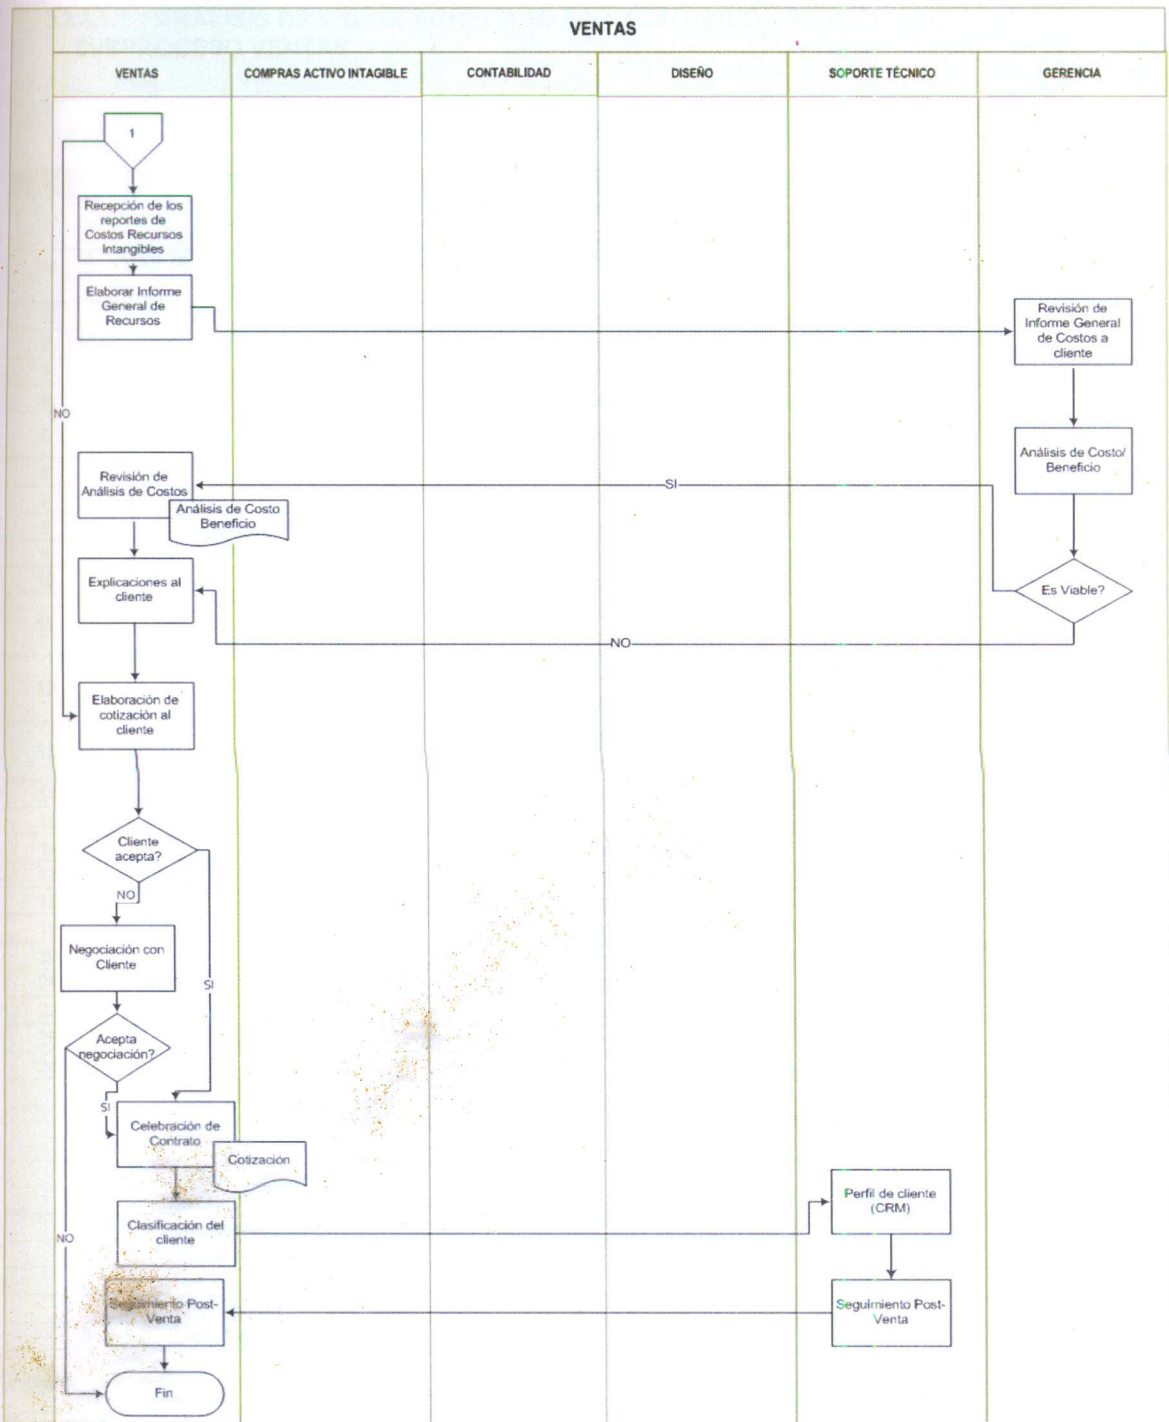 VENTAS
VENTAS
COMPRAS ACTIVO INTAGIBLE
CONTABILIDAD
DISEÑO
SOPORTE TÉCNICO
GERENCIA
1
Recepción de los
reportes de
Costos Recursos
Intangibles
Elaborar Informe
General de
Recursos
Revisión de
Informe General
de Costos a
cliente
NO
Análisis de Costo/
Beneficio
Revisión de
Análisis de Costos
SI
Análisis de Costo
Beneficio
Explicaciones al
cliente
Es Viable?
NO
Elaboración de
cotización al
cliente
Cliente
acepta?
NO
Negociación con
Cliente
SI
Acepta
negociación?
SI
Celebración de
Contrato
Cotización
Perfil de cliente
(CRM)
Clasificación del
cliente
NO
Seguimiento Post-
Venta
Seguimiento Post-
Venta
Fin